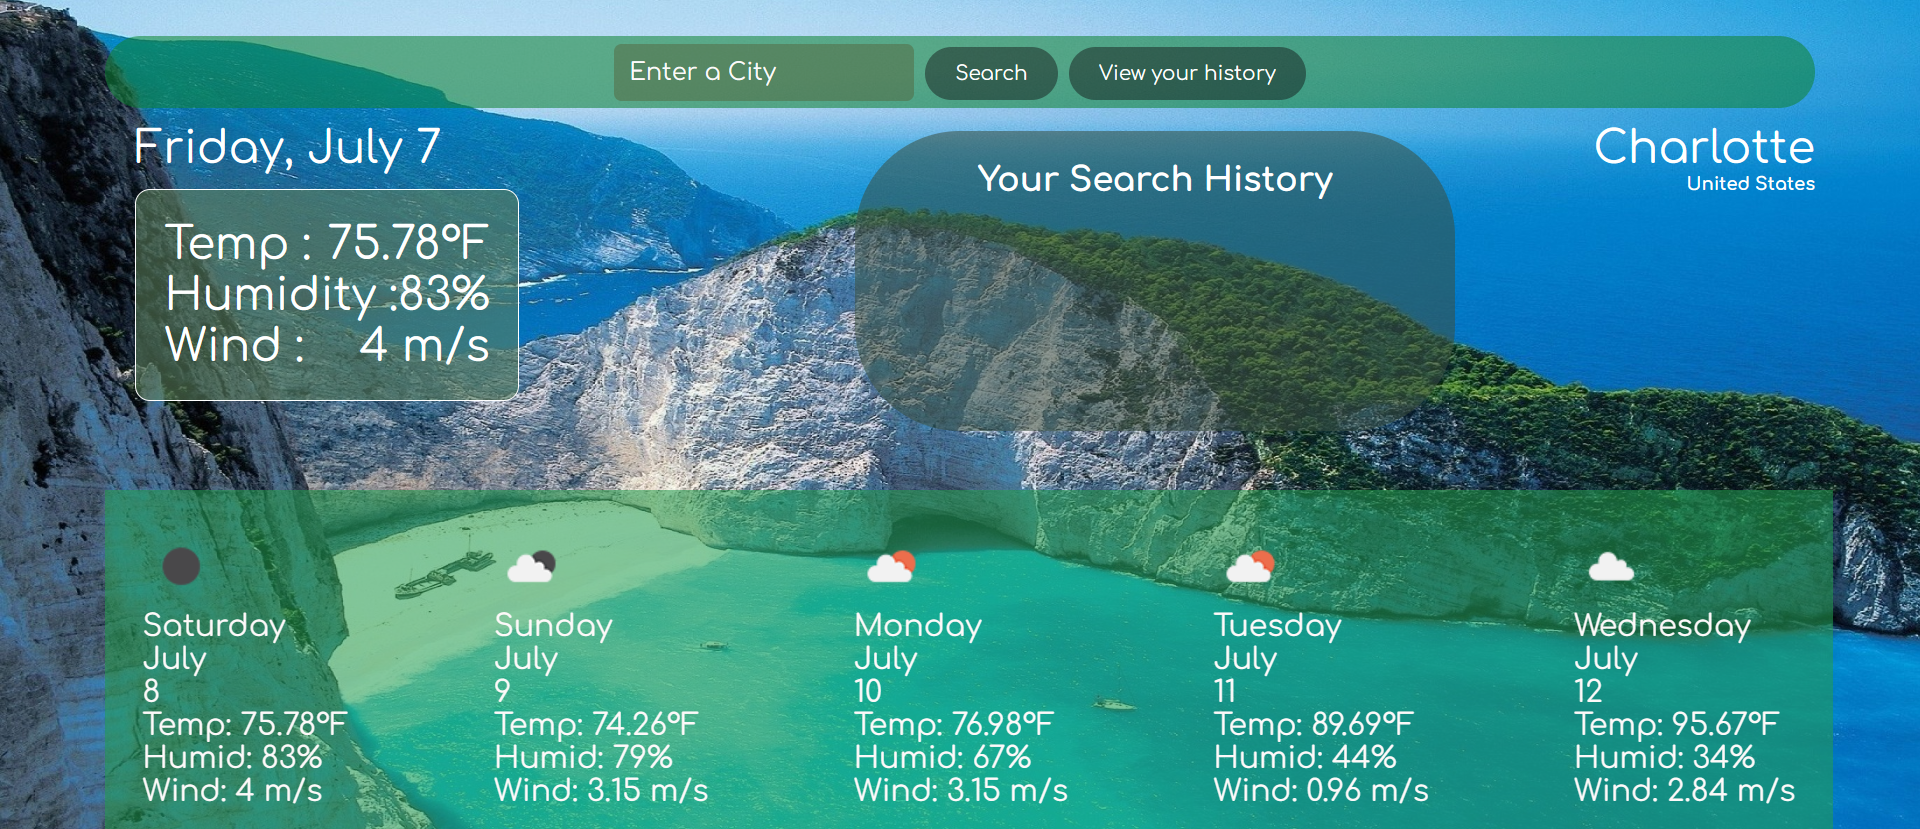 Enter a City
Search
View your history
Friday, July 7
Charlotte
United States
Temp : 75.78°F
Humidity :83%
Wind : 4 m/s
Your Search History
Saturday
July
8
Temp: 75.78°F
Humid: 83%
Wind: 4 m/s
Sunday
July
9
Temp: 74.26°F
Humid: 79%
Wind: 3.15 m/s
Monday
July
10
Temp: 76.98°F
Humid: 67%
Wind: 3.15 m/s
Tuesday
July
11
Temp: 89.69°F
Humid: 44%
Wind: 0.96 m/s
Wednesday
July
12
Temp: 95.67°F
Humid: 34%
Wind: 2.84 m/s